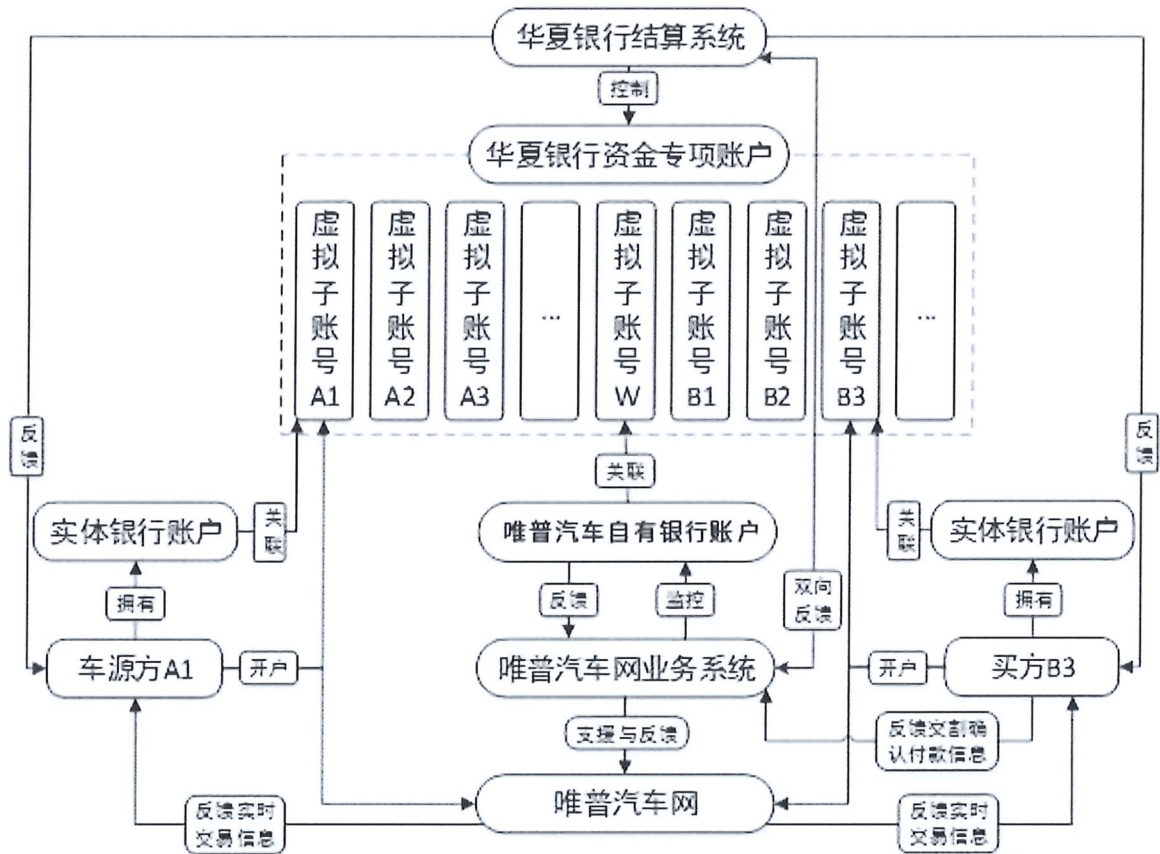 华夏银行结算系统
控制
华夏银行资金专项账户
虚拟子账号A1
虚拟子账号A2
虚拟子账号A3
...
虚拟子账号W
虚拟子账号B1
虚拟子账号B2
虚拟子账号B3
...
反馈
反馈
关联
实体银行账户
关联
唯普汽车自有银行账户
关联
实体银行账户
拥有
反馈
监控
双向
反馈
拥有
车源方A1
开户
唯普汽车网业务系统
开户
买方B3
支援与反馈
反馈交割确
认付款信息
唯普汽车网
反馈实时
交易信息
反馈实时
交易信息